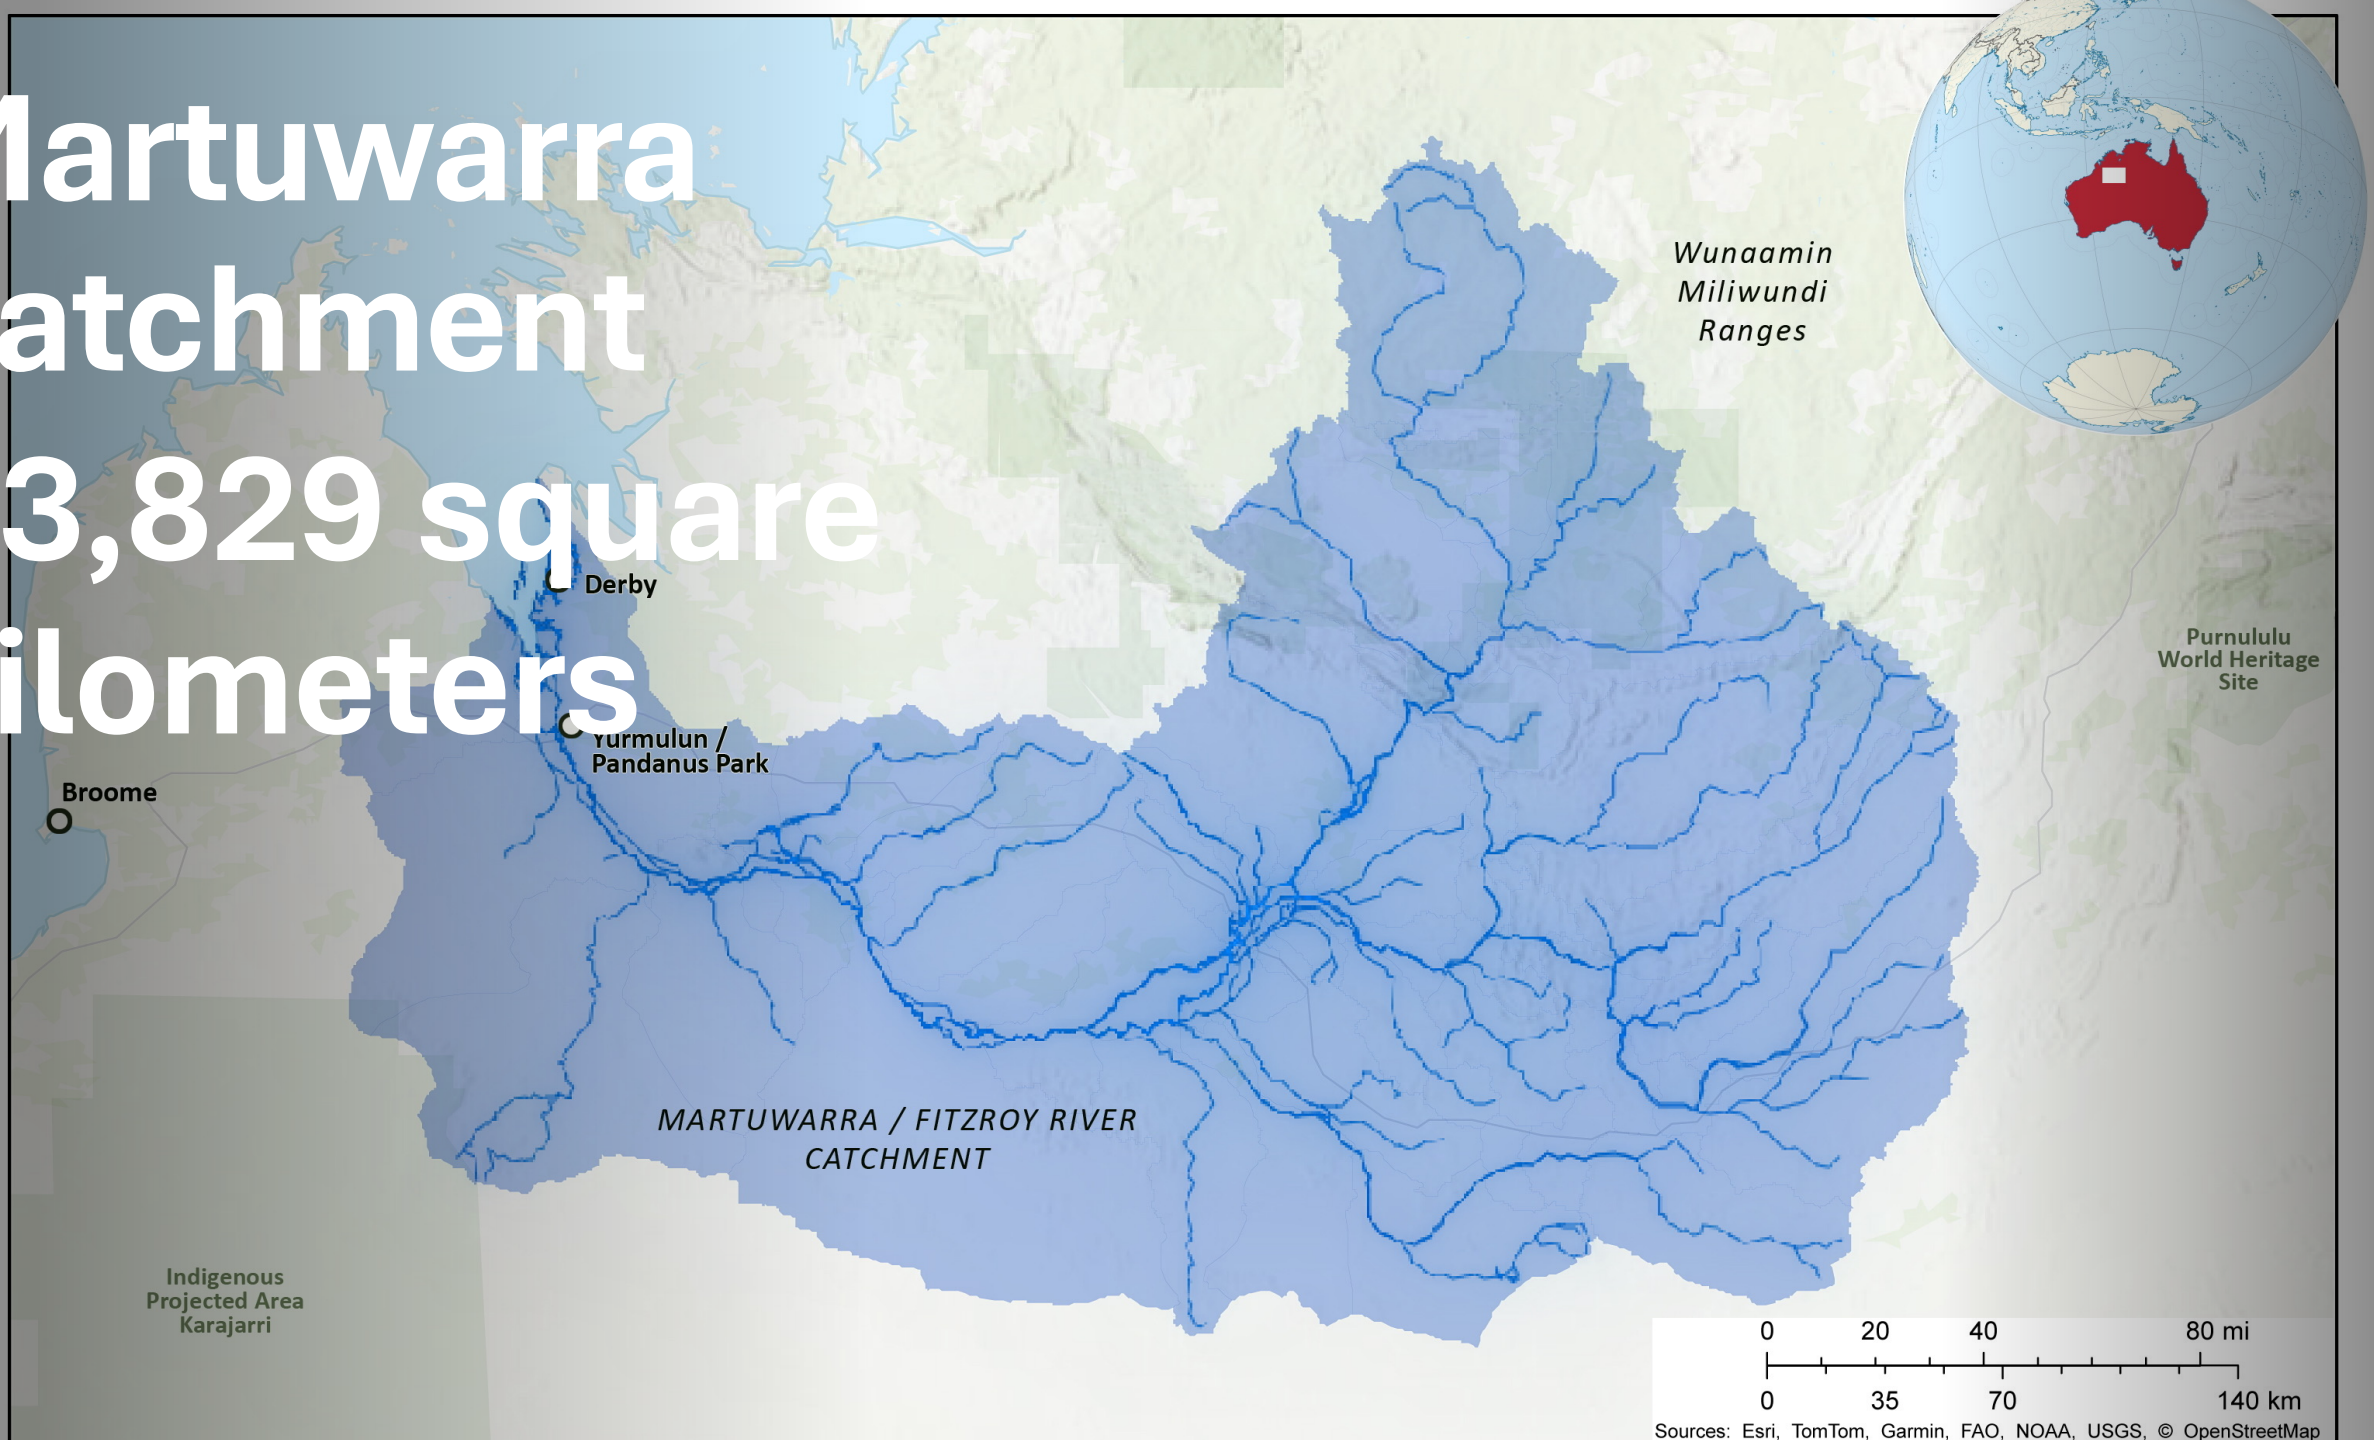 Martuwarra
atchment
3,829 square
ilometers
Wunaamin
Miliwundi
Ranges
Derby
Yurmulun /
Pandanus Park
Broome
Purnululu
World Heritage
Site
MARTUWARRA / FITZROY RIVER
CATCHMENT
Indigenous
Projected Area
Karajarri
0 20 40 80 mi
0 35 70 140 km
Sources: Esri, TomTom, Garmin, FAO, NOAA, USGS, © OpenStreetMap